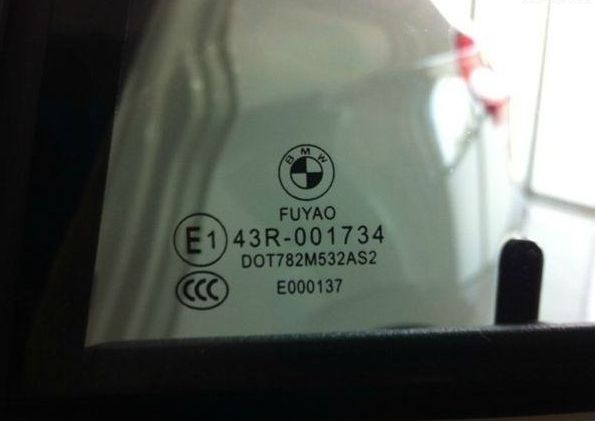 BMW
FUYAO
E1 43R-001734
DOT782M532AS2
CCC E000137